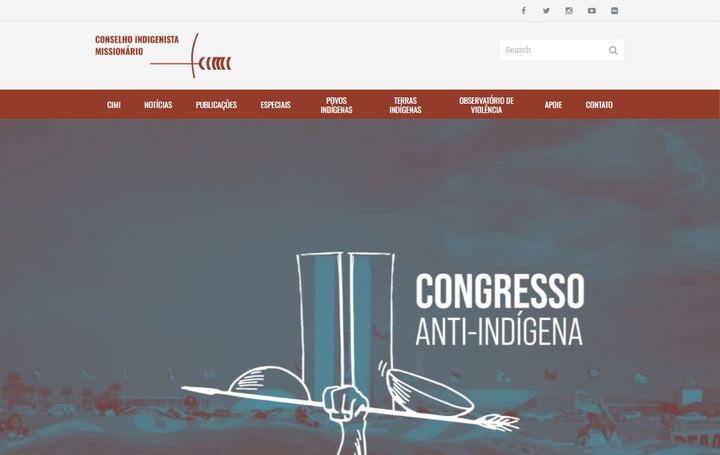 CONSELHO INDIGENISTA
MISSIONÁRIO
Search
CIMI
NOTÍCIAS
PUBLICAÇÕES
ESPECIAIS
POVOS
INDÍGENAS
TERRAS
INDÍGENAS
OBSERVATÓRIO DE
VIOLÊNCIA
APOIE
CONTATO
CONGRESSO
ANTI-INDÍGENA